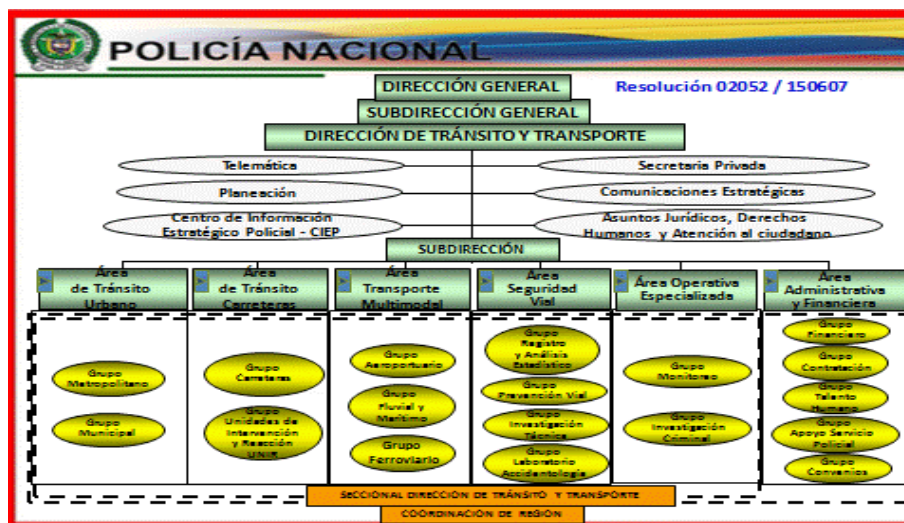 POLICÍA NACIONAL
DIRECCIÓN GENERAL
Resolución 02052 / 150607
SUBDIRECCIÓN GENERAL
DIRECCIÓN DE TRÁNSITO Y TRANSPORTE
Telemática
Secretaria Privada
Planeación
Comunicaciones Estratégicas
Centro de Información
Estratégico Policial - CIEP
Asuntos Jurídicos, Derechos
Humanos y Atención al ciudadano
SUBDIRECCIÓN
Área
de Tránsito
Urbano
Área
de Tránsito
Carreteras
Área
Transporte
Multimodal
Área
Seguridad
Vial
Área Operativa
Especializada
Área
Administrativa
y Financiera
Grupo
Metropolitano
Grupo
Municipal
Grupo
Carreteras
Grupo
Unidades de
Intervención
y Reacción
UNIR
Grupo
Aeroportuario
Grupo
Fluvial y
Marítimo
Grupo
Ferroviario
Grupo
Registro
y Análisis
Estadístico
Grupo
Prevención Vial
Grupo
Investigación
Técnica
Grupo
Laboratorio
Accidentología
Grupo
Monitoreo
Grupo
Investigación
Criminal
Grupo
Financiero
Grupo
Contratación
Grupo
Talento
Humano
Grupo
Apoyo Servicio
Policial
Grupo
Convenios
SECCIONAL DIRECCIÓN DE TRÁNSITO Y TRANSPORTE
COORDINACIÓN DE REGIÓN